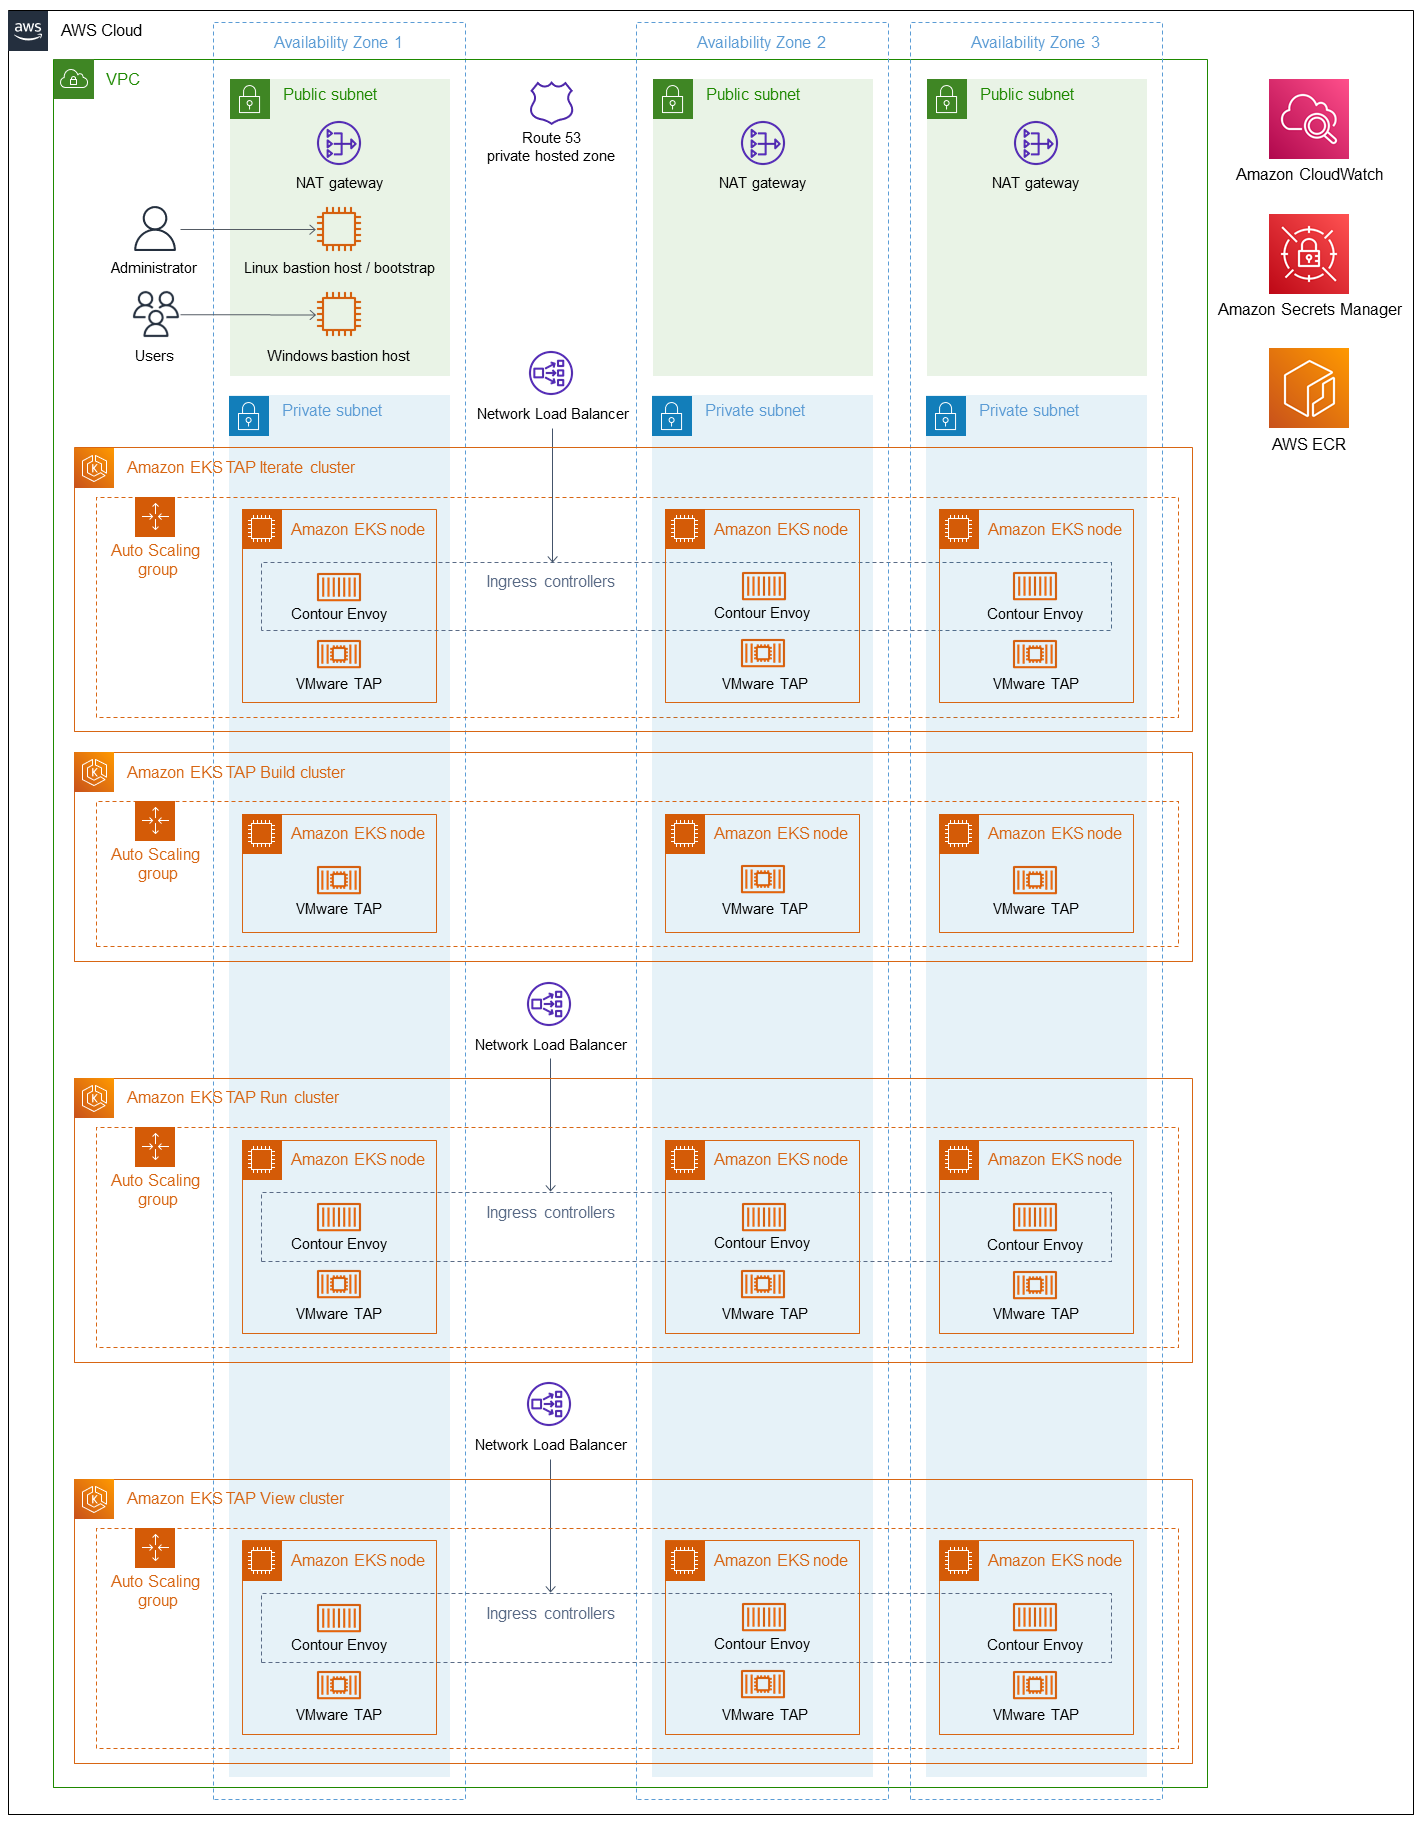 aws
AWS Cloud
Availability Zone 1
Availability Zone 2
Availability Zone 3
VPC
Public subnet
Public subnet
Public subnet
Route 53
private hosted zone
NAT gateway
NAT gateway
NAT gateway
Amazon CloudWatch
Administrator
Linux bastion host / bootstrap
Amazon Secrets Manager
Users
Windows bastion host
Network Load Balancer
Private subnet
Private subnet
Private subnet
AWS ECR
Amazon EKS TAP Iterate cluster
Auto Scaling
group
Amazon EKS node
Amazon EKS node
Amazon EKS node
Ingress controllers
Contour Envoy
Contour Envoy
Contour Envoy
VMware TAP
VMware TAP
VMware TAP
Amazon EKS TAP Build cluster
Auto Scaling
group
Amazon EKS node
Amazon EKS node
Amazon EKS node
VMware TAP
VMware TAP
VMware TAP
Network Load Balancer
Amazon EKS TAP Run cluster
Auto Scaling
group
Amazon EKS node
Amazon EKS node
Amazon EKS node
Ingress controllers
Contour Envoy
Contour Envoy
Contour Envoy
VMware TAP
VMware TAP
VMware TAP
Network Load Balancer
Amazon EKS TAP View cluster
Auto Scaling
group
Amazon EKS node
Amazon EKS node
Amazon EKS node
Ingress controllers
Contour Envoy
Contour Envoy
Contour Envoy
VMware TAP
VMware TAP
VMware TAP